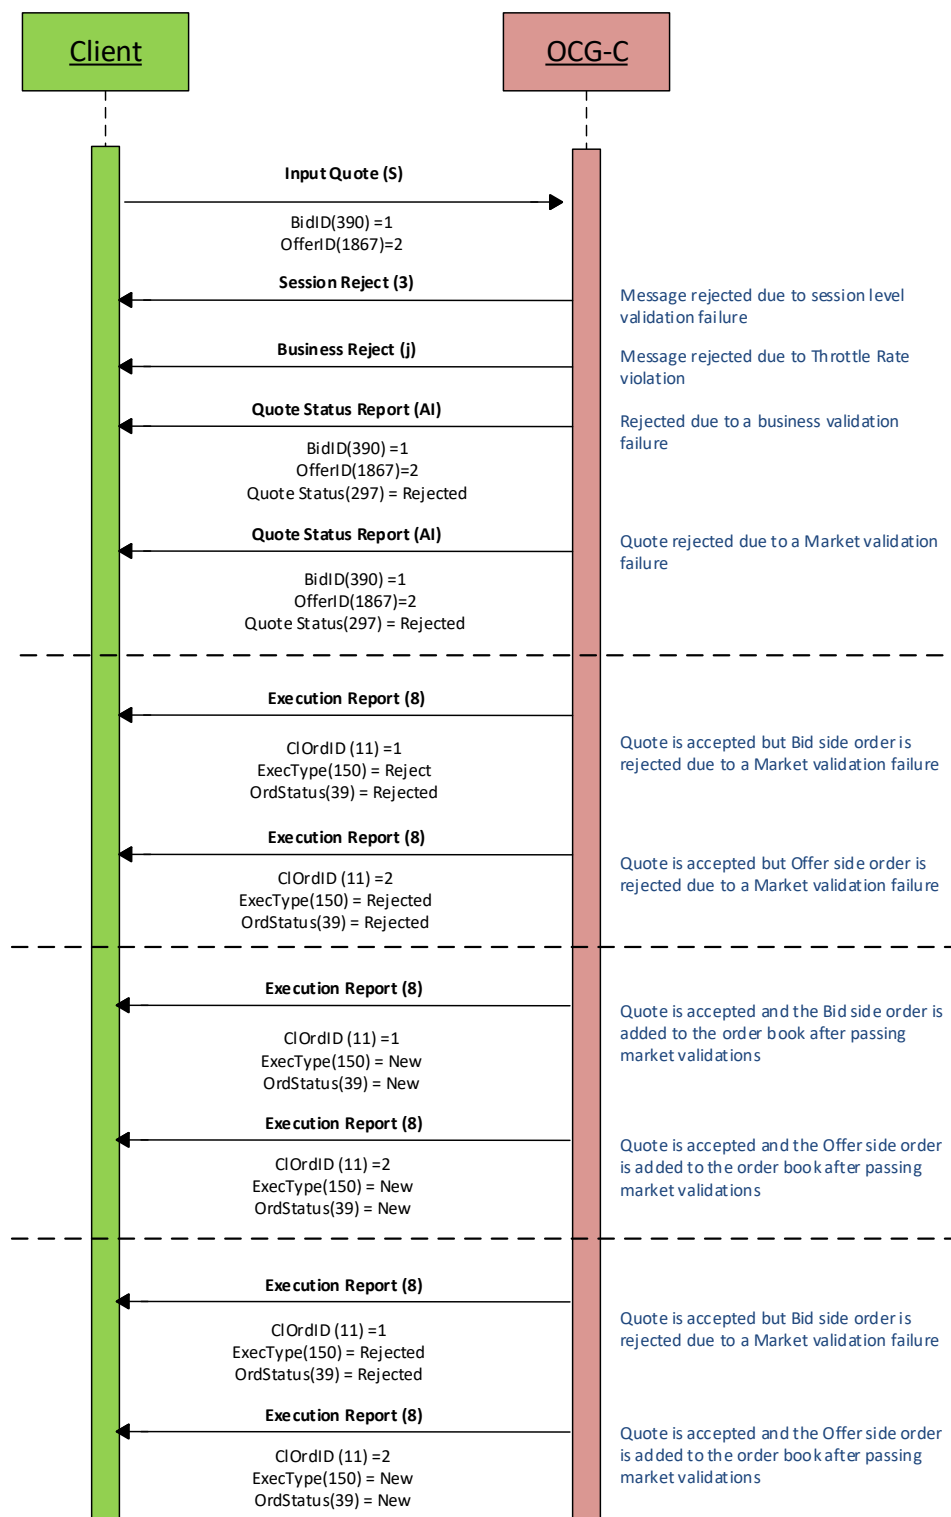 Client
OCG-C
Input Quote (S)
BidID(390) =1
OfferID(1867)=2
Session Reject (3)
Message rejected due to session level
validation failure
Business Reject (j)
Message rejected due to Throttle Rate
violation
Quote Status Report (AI)
Rejected due to a business validation
failure
BidID(390) =1
OfferID(1867)=2
Quote Status(297) = Rejected
Quote Status Report (AI)
Quote rejected due to a Market validation
failure
BidID(390) =1
OfferID(1867)=2
Quote Status(297) = Rejected
Execution Report (8)
Quote is accepted but Bid side order is
rejected due to a Market validation failure
ClOrdID (11) =1
ExecType(150) = Reject
OrdStatus(39) = Rejected
Execution Report (8)
Quote is accepted but Offer side order is
rejected due to a Market validation failure
ClOrdID (11) =2
ExecType(150) = Rejected
OrdStatus(39) = Rejected
Execution Report (8)
Quote is accepted and the Bid side order is
added to the order book after passing
market validations
ClOrdID (11) =1
ExecType(150) = New
OrdStatus(39) = New
Execution Report (8)
Quote is accepted and the Offer side order
is added to the order book after passing
market validations
ClOrdID (11) =2
ExecType(150) = New
OrdStatus(39) = New
Execution Report (8)
Quote is accepted but Bid side order is
rejected due to a Market validation failure
ClOrdID (11) =1
ExecType(150) = Rejected
OrdStatus(39) = Rejected
Execution Report (8)
Quote is accepted and the Offer side order
is added to the order book after passing
market validations
ClOrdID (11) =2
ExecType(150) = New
OrdStatus(39) = New